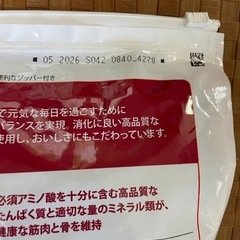 05 2026 S042 0840 4278
便利なジッパー付き
で元気な毎日を過ごすために
バランスを実現。消化に良い高品質な
使用し、おいしさにもこだわっています。
必須アミノ酸を十分に含む高品質な
たんぱく質と適切な量のミネラル類が、
健康な筋肉と骨を維持